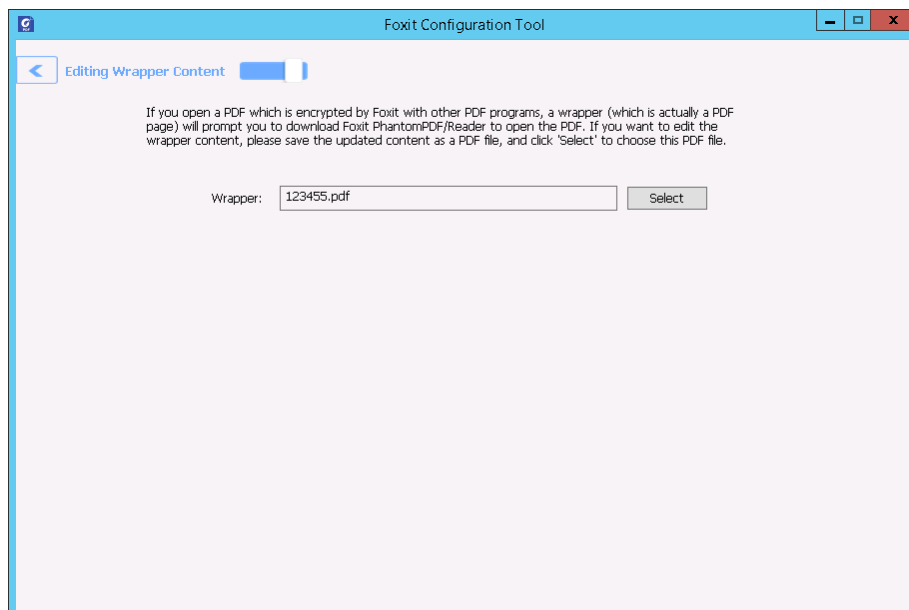 Foxit Configuration Tool
Editing Wrapper Content
If you open a PDF which is encrypted by Foxit with other PDF programs, a wrapper (which is actually a PDF
page) will prompt you to download Foxit PhantomPDF/Reader to open the PDF. If you want to edit the
wrapper content, please save the updated content as a PDF file, and click 'Select' to choose this PDF file.
Wrapper: 123455.pdf Select